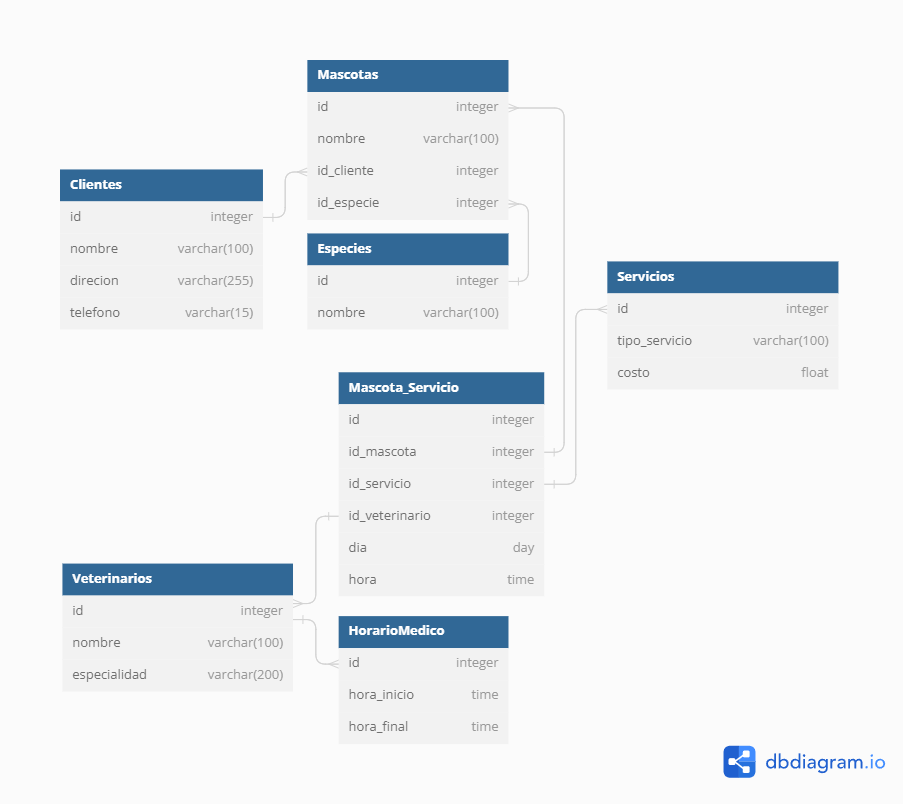 Mascotas
id integer
nombre varchar(100)
id_cliente integer
id_especie integer
Clientes
id integer
nombre varchar(100)
direcion varchar(255)
telefono varchar(15)
Especies
id integer
nombre varchar(100)
Servicios
id integer
tipo_servicio varchar(100)
costo float
Mascota_Servicio
id integer
id_mascota integer
id_servicio integer
id_veterinario integer
dia day
hora time
Veterinarios
id integer
nombre varchar(100)
especialidad varchar(200)
HorarioMedico
id integer
hora_inicio time
hora_final time
dbdiagram.io